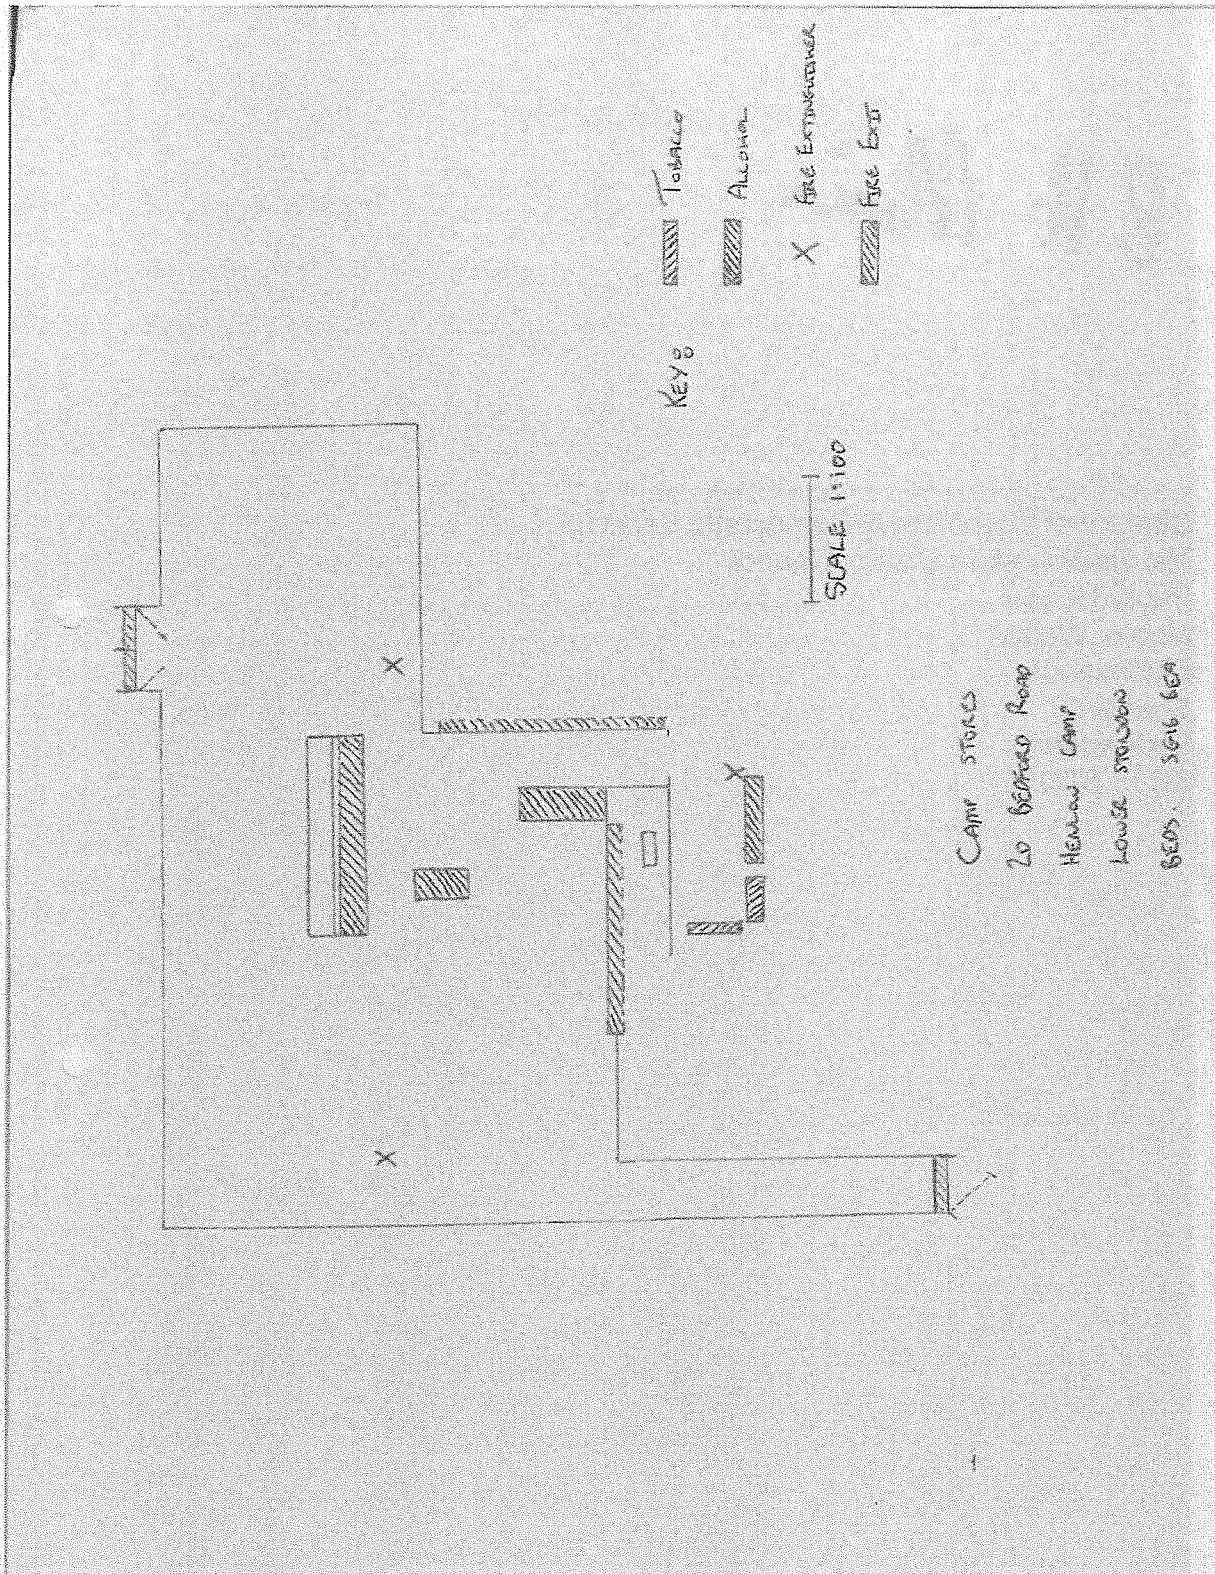 KEY:
TOBACCO
ALCOHOL
X FIRE EXTINGUISHER
FIRE EXIT
SCALE 1:100
CAMP STORES
20 BEDFORD ROAD
HENLOW CAMP
LOWER STONDON
BEDS. SG16 6EA